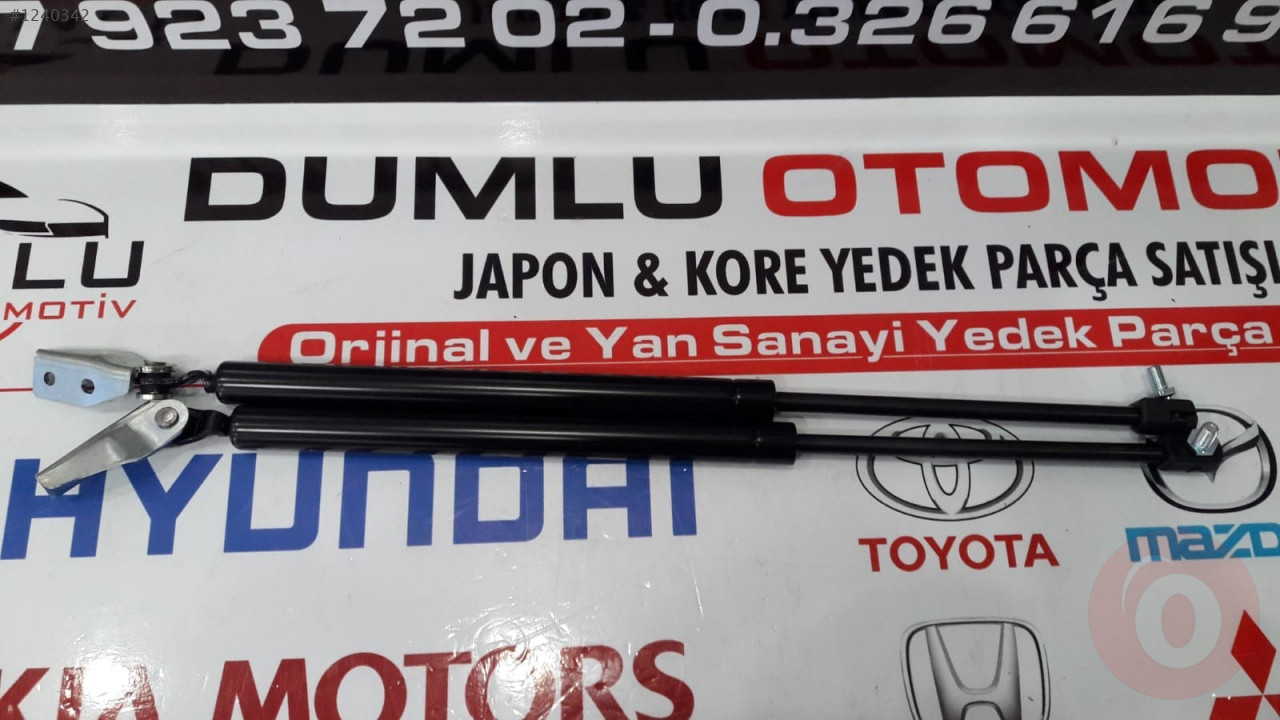 #1240342
7 923 72 02 - 0.326 616 9
DUMLU OTOMO
LU
MOTİV
JAPON & KORE YEDEK PARÇA SATIŞI
Orjinal ve Yan Sanayi Yedek Parça
HYUNDAI
TOYOTA
mazd
KIA MOTORS